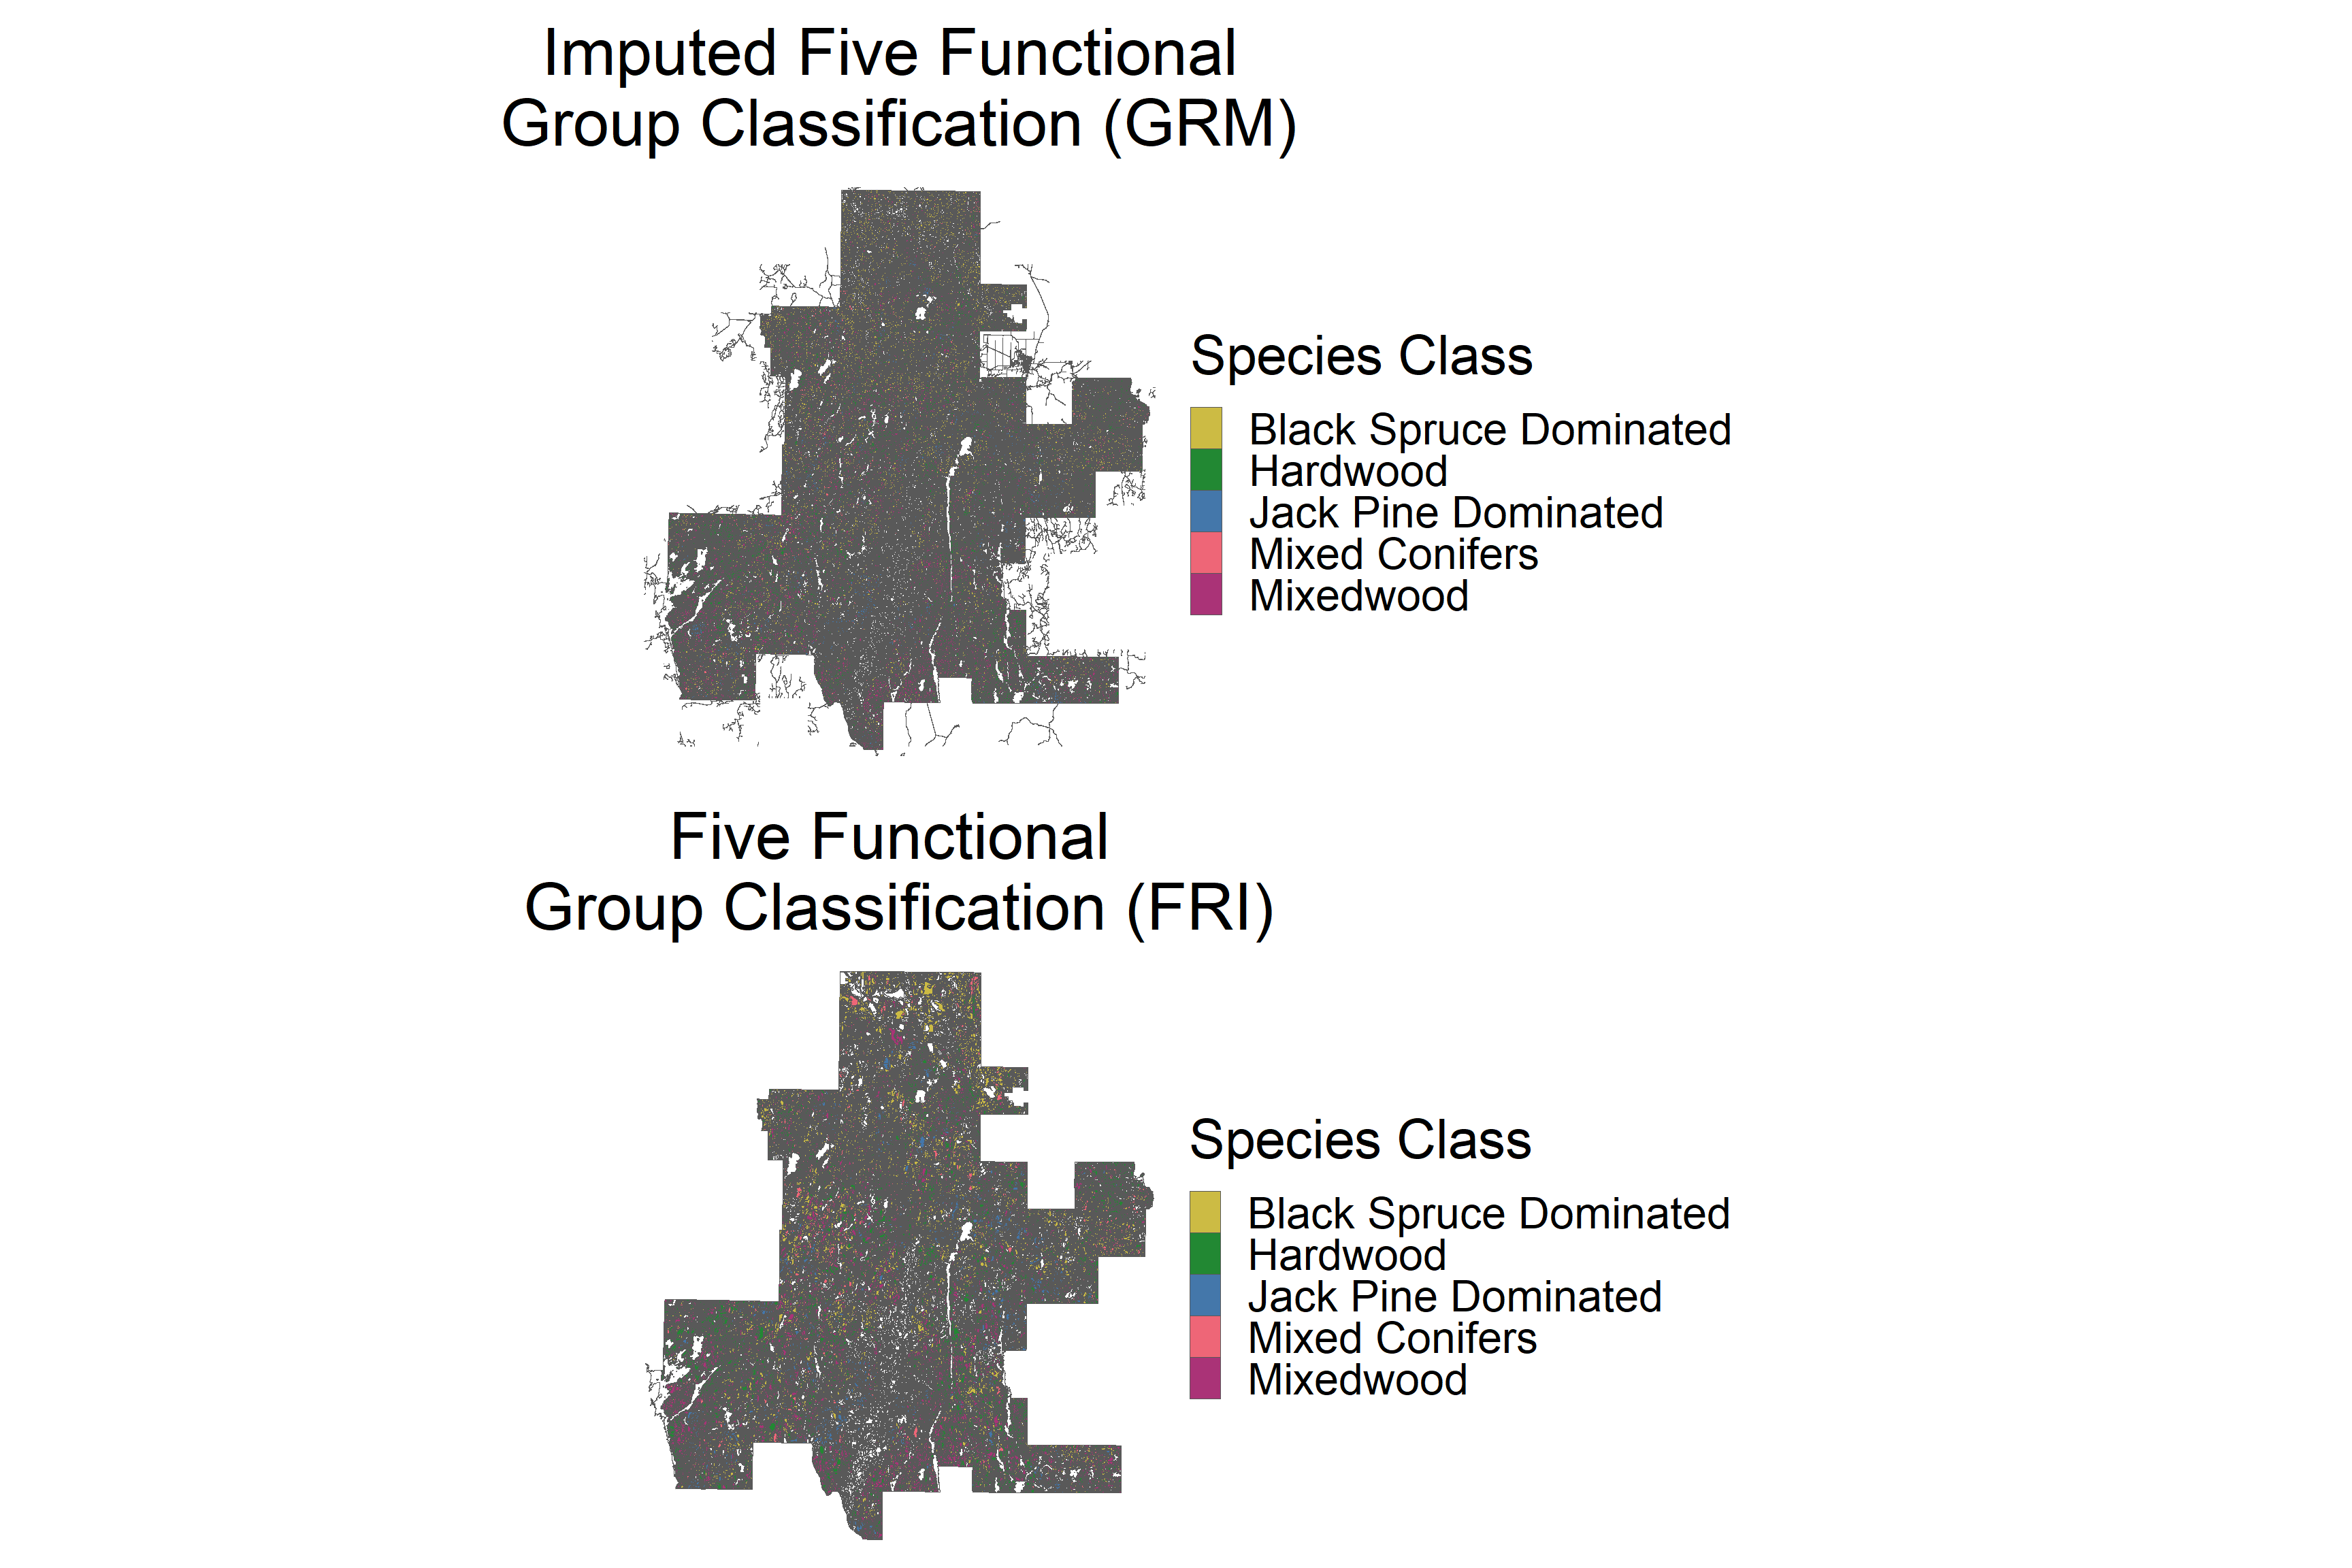 Imputed Five Functional
Group Classification (GRM)
Species Class
Black Spruce Dominated
Hardwood
Jack Pine Dominated
Mixed Conifers
Mixedwood
Five Functional
Group Classification (FRI)
Species Class
Black Spruce Dominated
Hardwood
Jack Pine Dominated
Mixed Conifers
Mixedwood